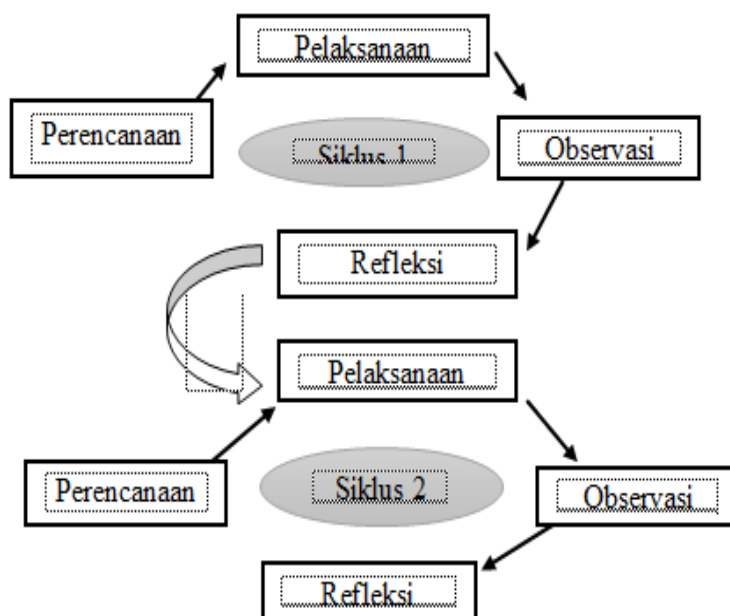 Pelaksanaan
Perencanaan
Siklus 1
Observasi
Refleksi
Pelaksanaan
Perencanaan
Siklus 2
Observasi
Refleksi